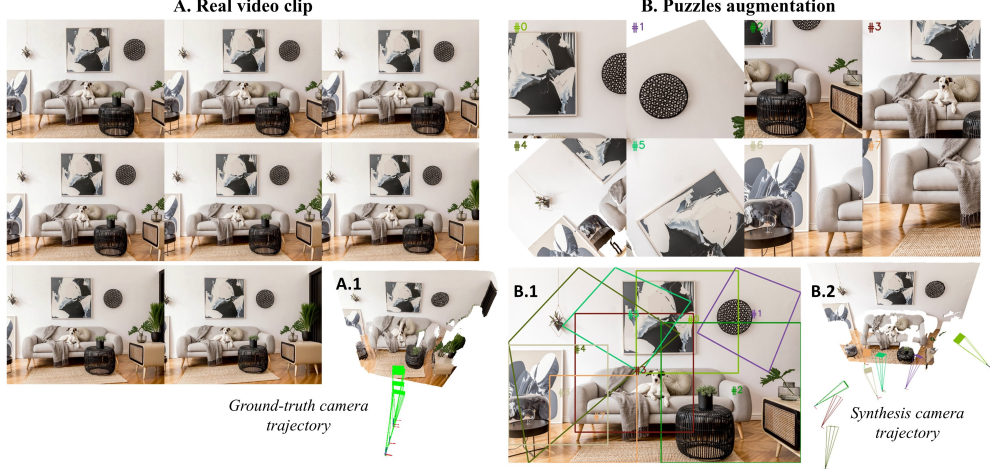 A. Real video clip
B. Puzzles augmentation
#0
#1
#2
#3
#4
#5
#6
#7
A.1
Ground-truth camera
trajectory
B.1
#1
#4
#3
#2
B.2
Synthesis camera
trajectory